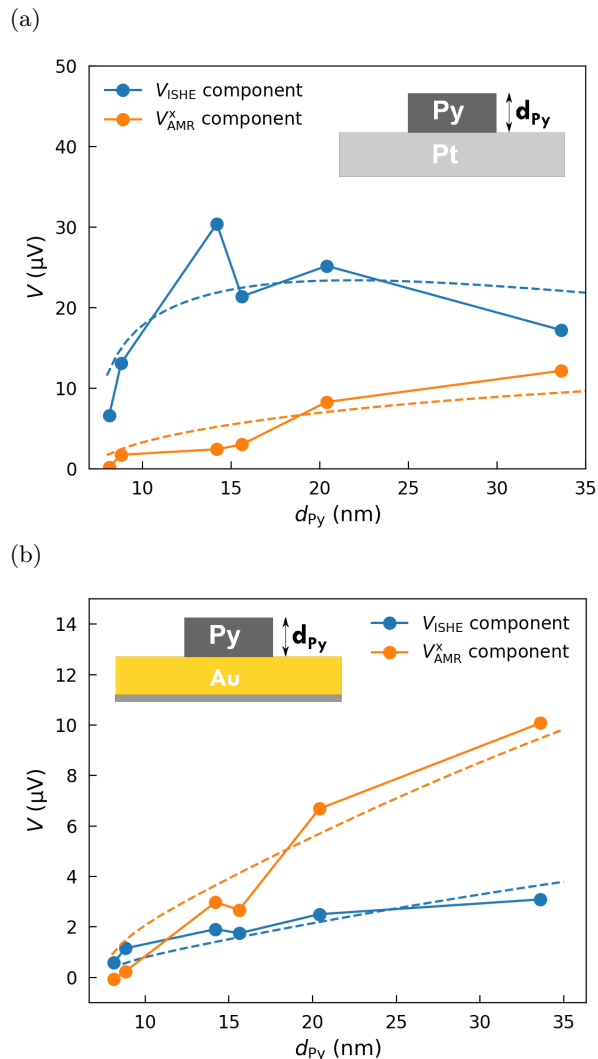 (a)
50
40
30
20
10
0
V (μV)
V_ISHE component
V^x_AMR component
Py
d_Py
Pt
10 15 20 25 30 35
d_Py (nm)
(b)
14
12
10
8
6
4
2
0
V (μV)
Py
d_Py
Au
V_ISHE component
V^x_AMR component
10 15 20 25 30 35
d_Py (nm)